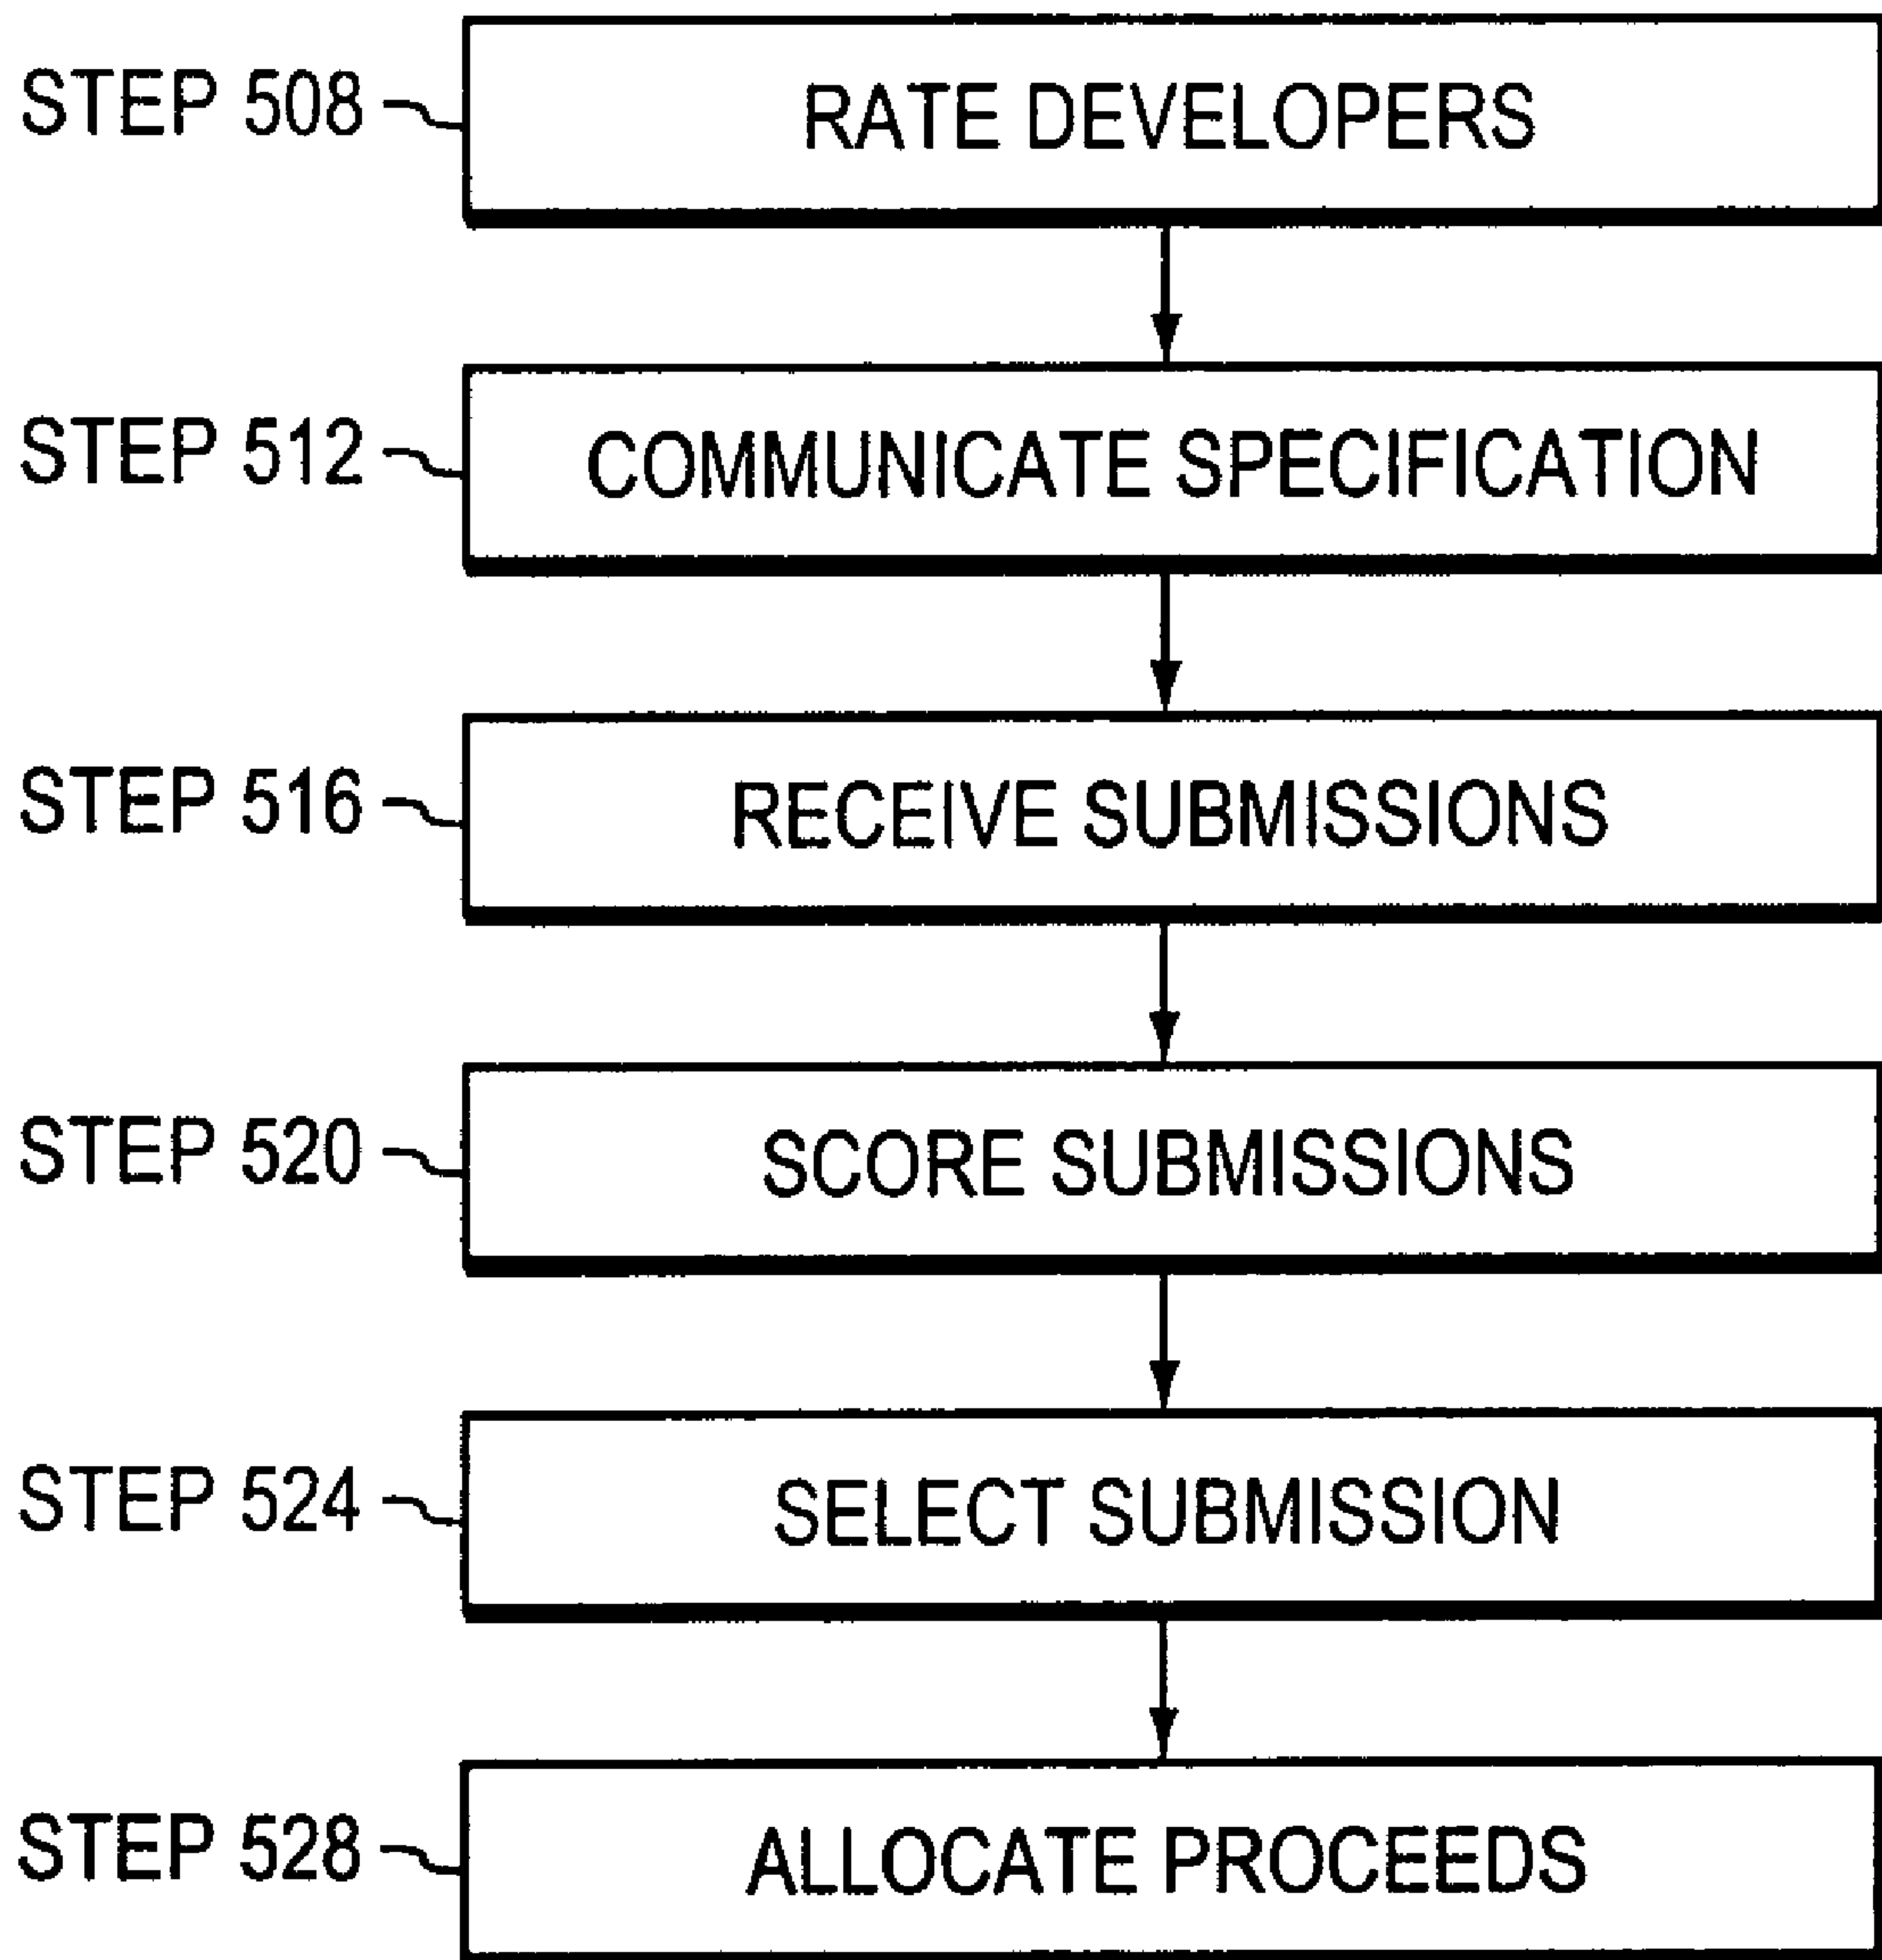 STEP 508 RATE DEVELOPERS
STEP 512 COMMUNICATE SPECIFICATION
STEP 516 RECEIVE SUBMISSIONS
STEP 520 SCORE SUBMISSIONS
STEP 524 SELECT SUBMISSION
STEP 528 ALLOCATE PROCEEDS